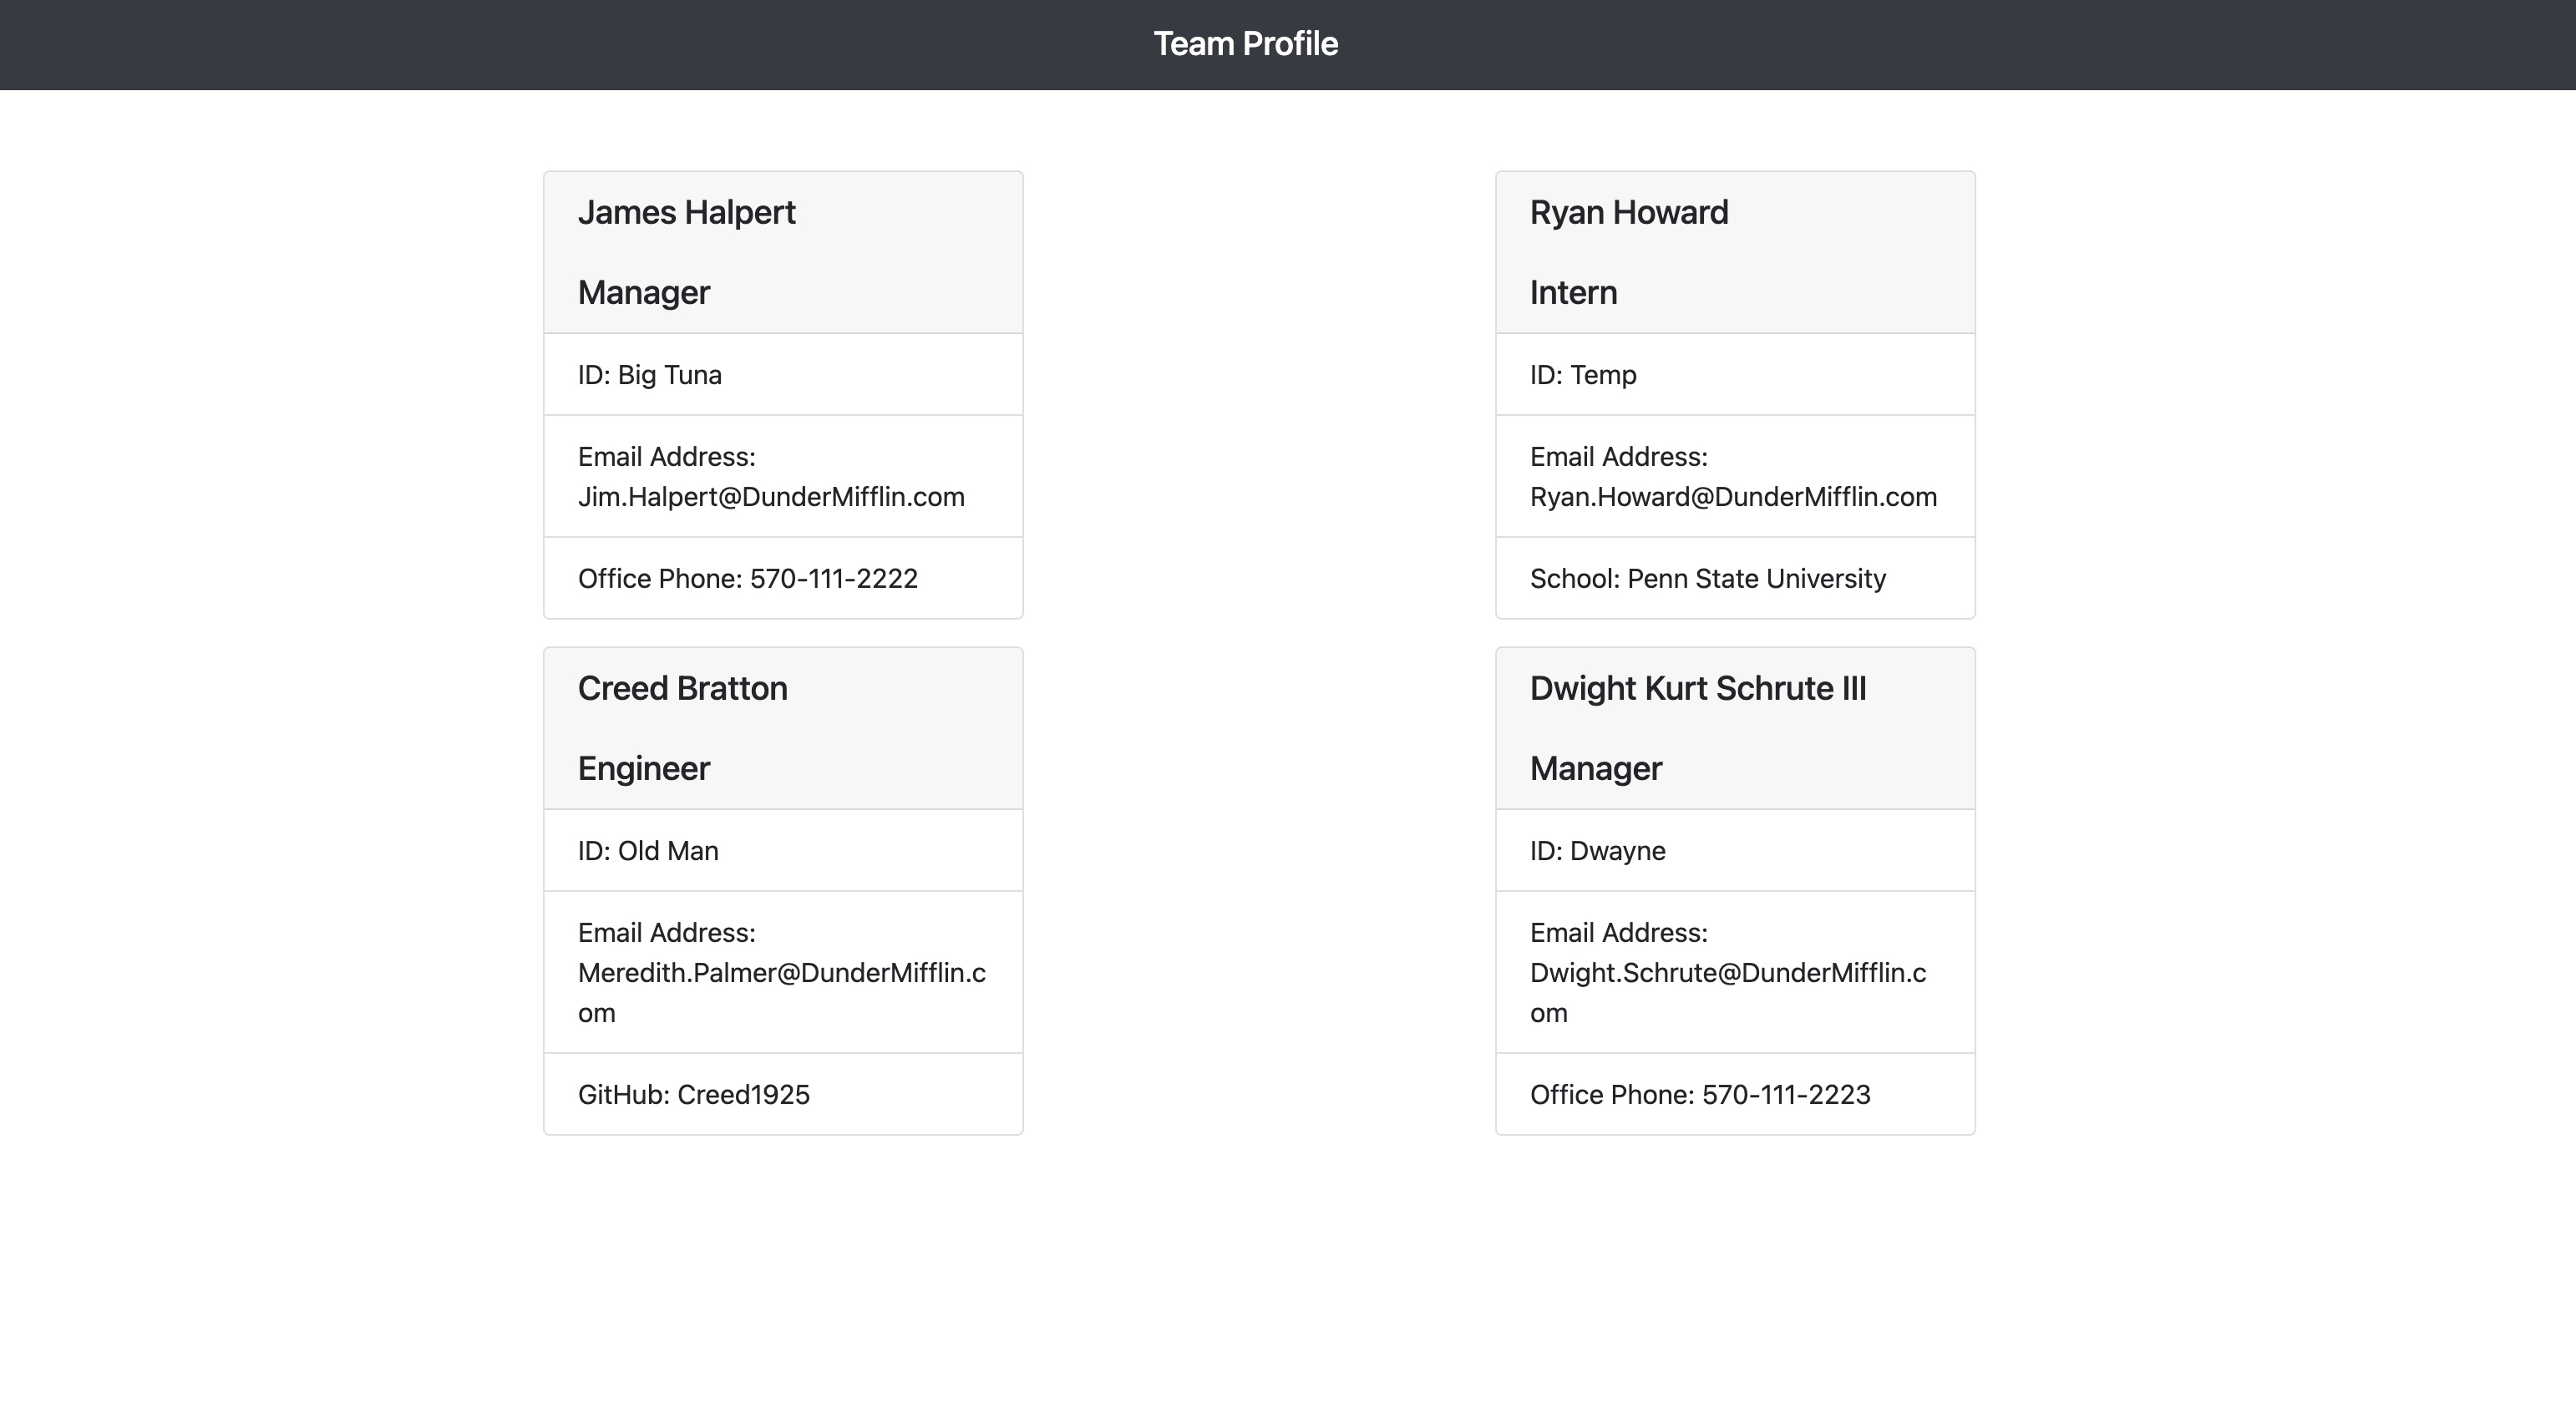 Team Profile
James Halpert
Manager
ID: Big Tuna
Email Address:
Jim.Halpert@DunderMifflin.com
Office Phone: 570-111-2222
Ryan Howard
Intern
ID: Temp
Email Address:
Ryan.Howard@DunderMifflin.com
School: Penn State University
Creed Bratton
Engineer
ID: Old Man
Email Address:
Meredith.Palmer@DunderMifflin.c
om
GitHub: Creed1925
Dwight Kurt Schrute III
Manager
ID: Dwayne
Email Address:
Dwight.Schrute@DunderMifflin.c
om
Office Phone: 570-111-2223